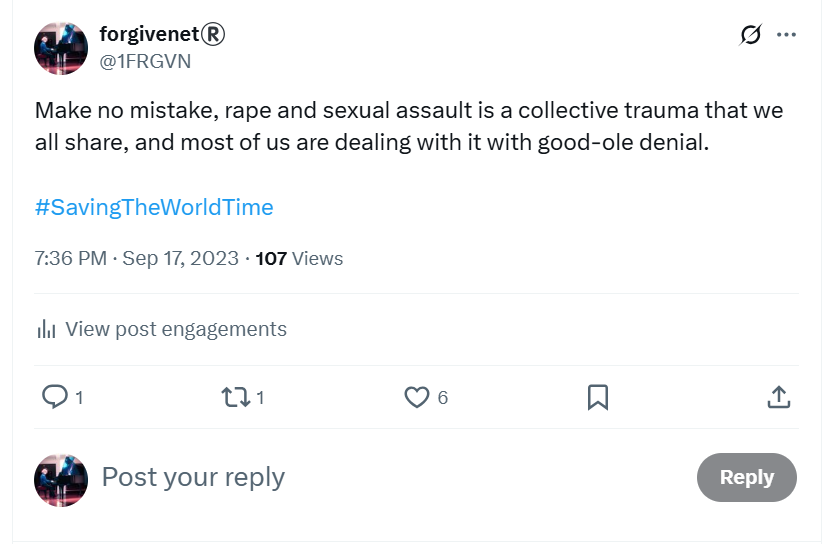 forgivenet®
@1FRGVN
Make no mistake, rape and sexual assault is a collective trauma that we
all share, and most of us are dealing with it with good-ole denial.
#SavingTheWorldTime
7:36 PM · Sep 17, 2023 · 107 Views
View post engagements
1 1 6
Post your reply Reply